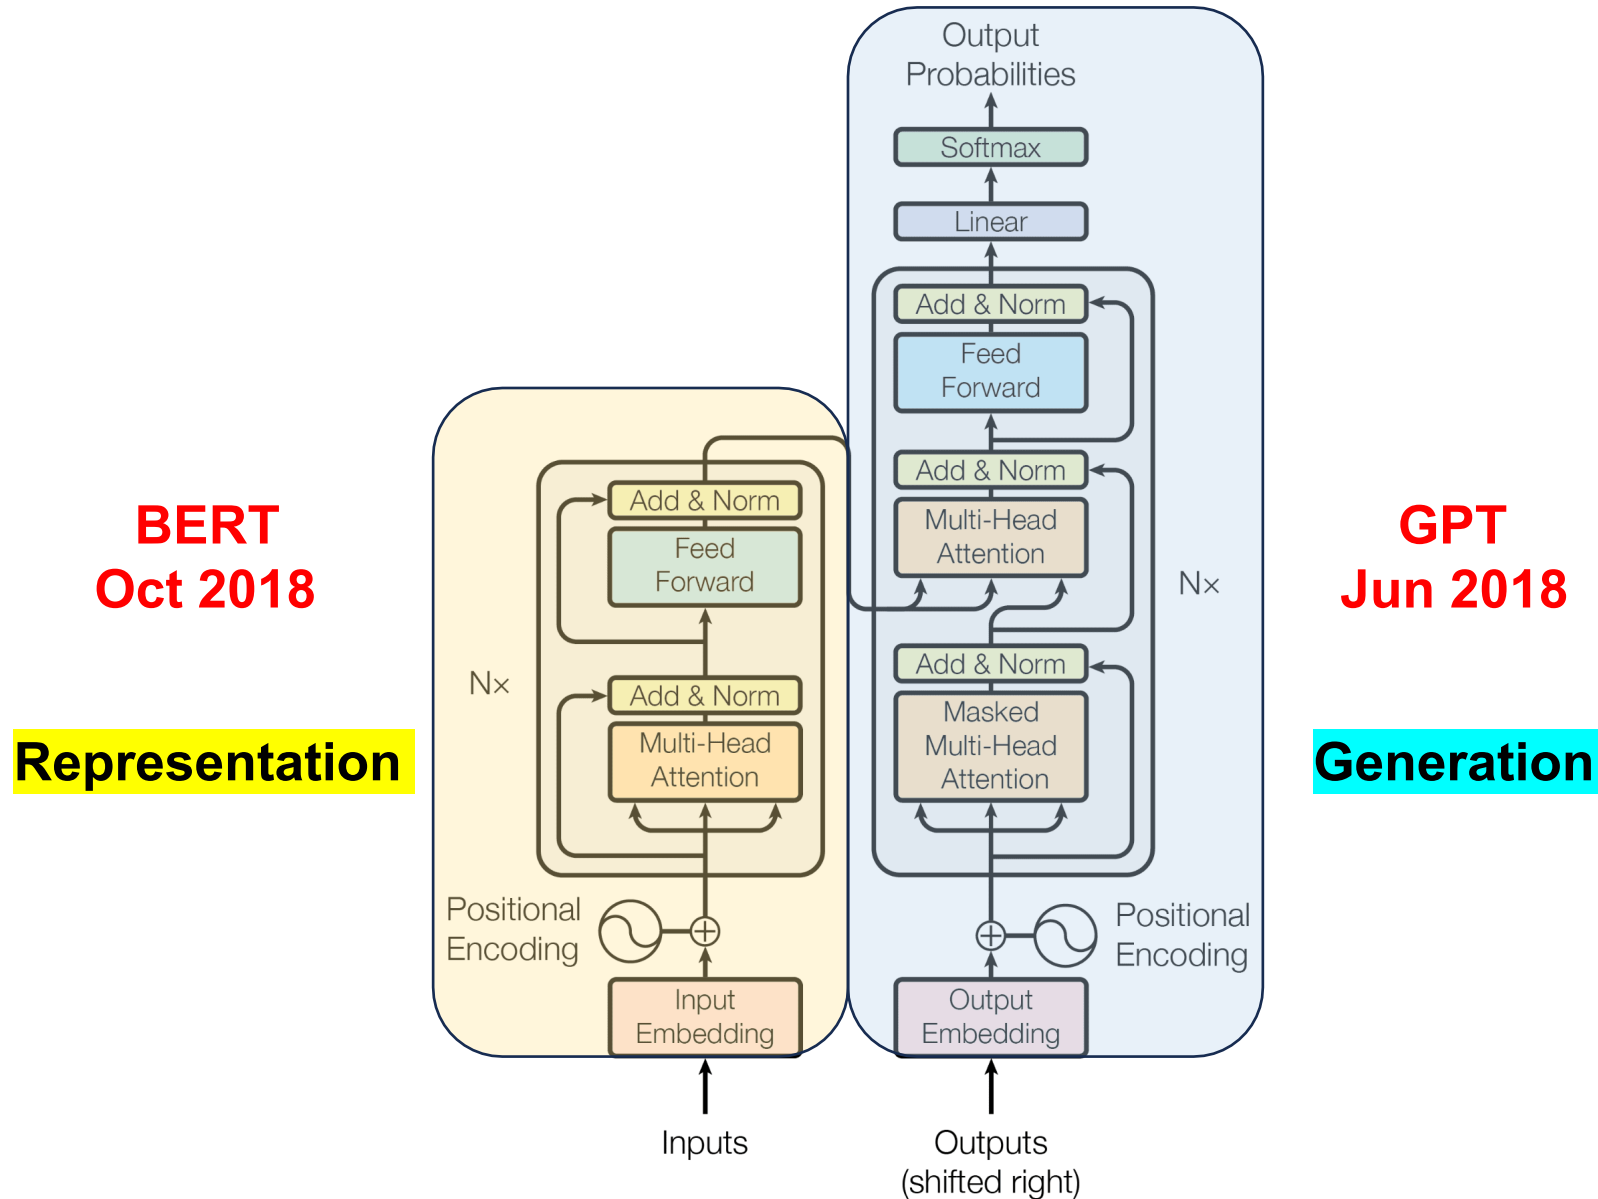 BERT
Oct 2018
Representation
Add & Norm
Feed
Forward
Nx
Add & Norm
Multi-Head
Attention
Positional
Encoding
Input
Embedding
Inputs
Output
Probabilities
Softmax
Linear
Add & Norm
Feed
Forward
Add & Norm
Multi-Head
Attention
Nx
Add & Norm
Masked
Multi-Head
Attention
Positional
Encoding
Output
Embedding
Outputs
(shifted right)
GPT
Jun 2018
Generation